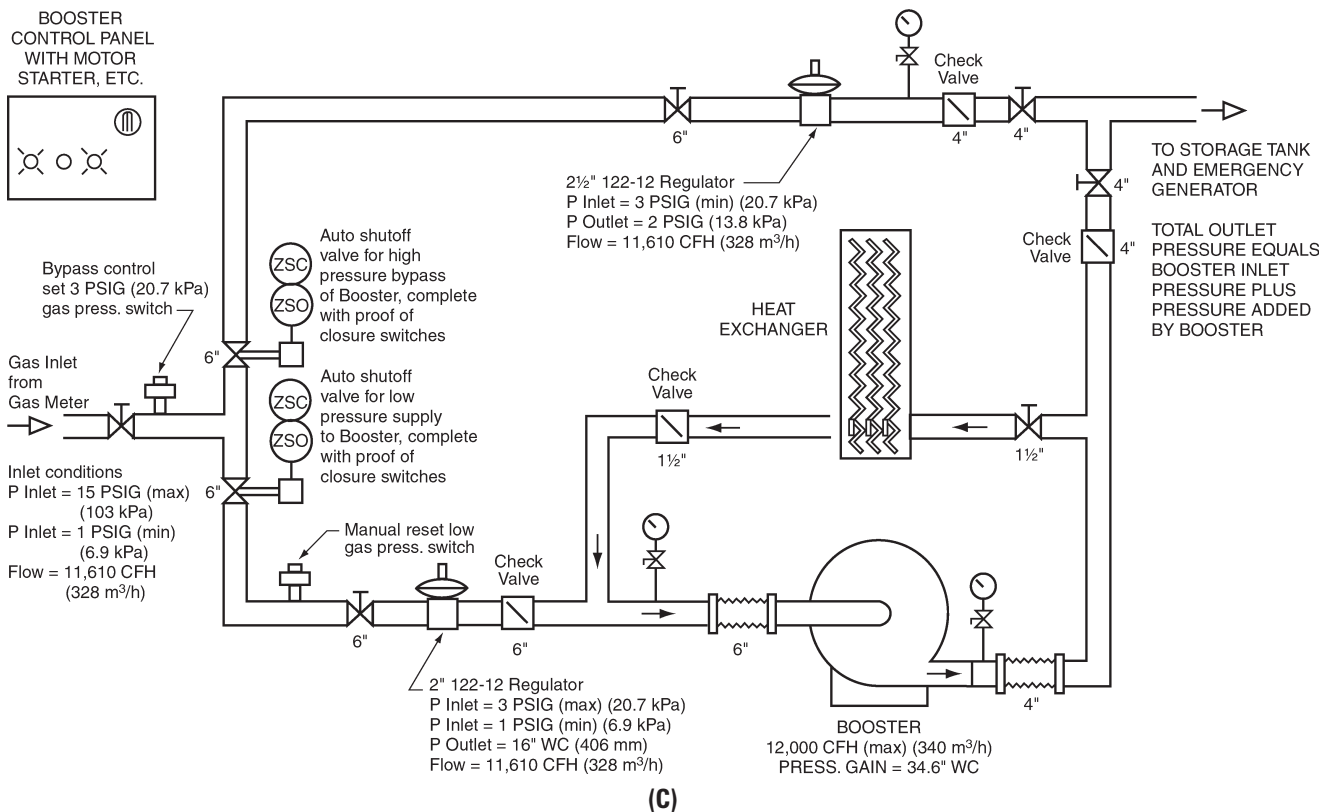 BOOSTER
CONTROL PANEL
WITH MOTOR
STARTER, ETC.
Check
Valve
6"
4"
4"
TO STORAGE TANK
AND EMERGENCY
GENERATOR
4"
2½" 122-12 Regulator
P Inlet = 3 PSIG (min) (20.7 kPa)
P Outlet = 2 PSIG (13.8 kPa)
Flow = 11,610 CFH (328 m³/h)
Check
Valve
4"
TOTAL OUTLET
PRESSURE EQUALS
BOOSTER INLET
PRESSURE PLUS
PRESSURE ADDED
BY BOOSTER
Bypass control
set 3 PSIG (20.7 kPa)
gas press. switch
ZSC
ZSO
Auto shutoff
valve for high
pressure bypass
of Booster, complete
with proof of
closure switches
6"
HEAT
EXCHANGER
Gas Inlet
from
Gas Meter
ZSC
ZSO
Auto shutoff
valve for low
pressure supply
to Booster, complete
with proof of
closure switches
6"
Check
Valve
1½"
1½"
Inlet conditions
P Inlet = 15 PSIG (max)
(103 kPa)
P Inlet = 1 PSIG (min)
(6.9 kPa)
Flow = 11,610 CFH
(328 m³/h)
Manual reset low
gas press. switch
Check
Valve
6"
6"
6"
4"
2" 122-12 Regulator
P Inlet = 3 PSIG (max) (20.7 kPa)
P Inlet = 1 PSIG (min) (6.9 kPa)
P Outlet = 16" WC (406 mm)
Flow = 11,610 CFH (328 m³/h)
BOOSTER
12,000 CFH (max) (340 m³/h)
PRESS. GAIN = 34.6" WC
(C)